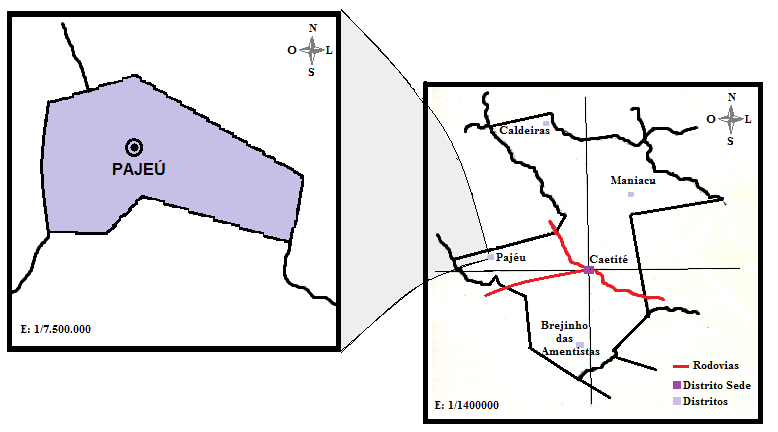 N
O L
S
PAJEÚ
E: 1/7.500.000
N
O L
S
Caldeiras
Maniacu
Pajéu
Caetité
Brejinho
das
Amentistas
Rodovias
Distrito Sede
Distritos
E: 1/1400000